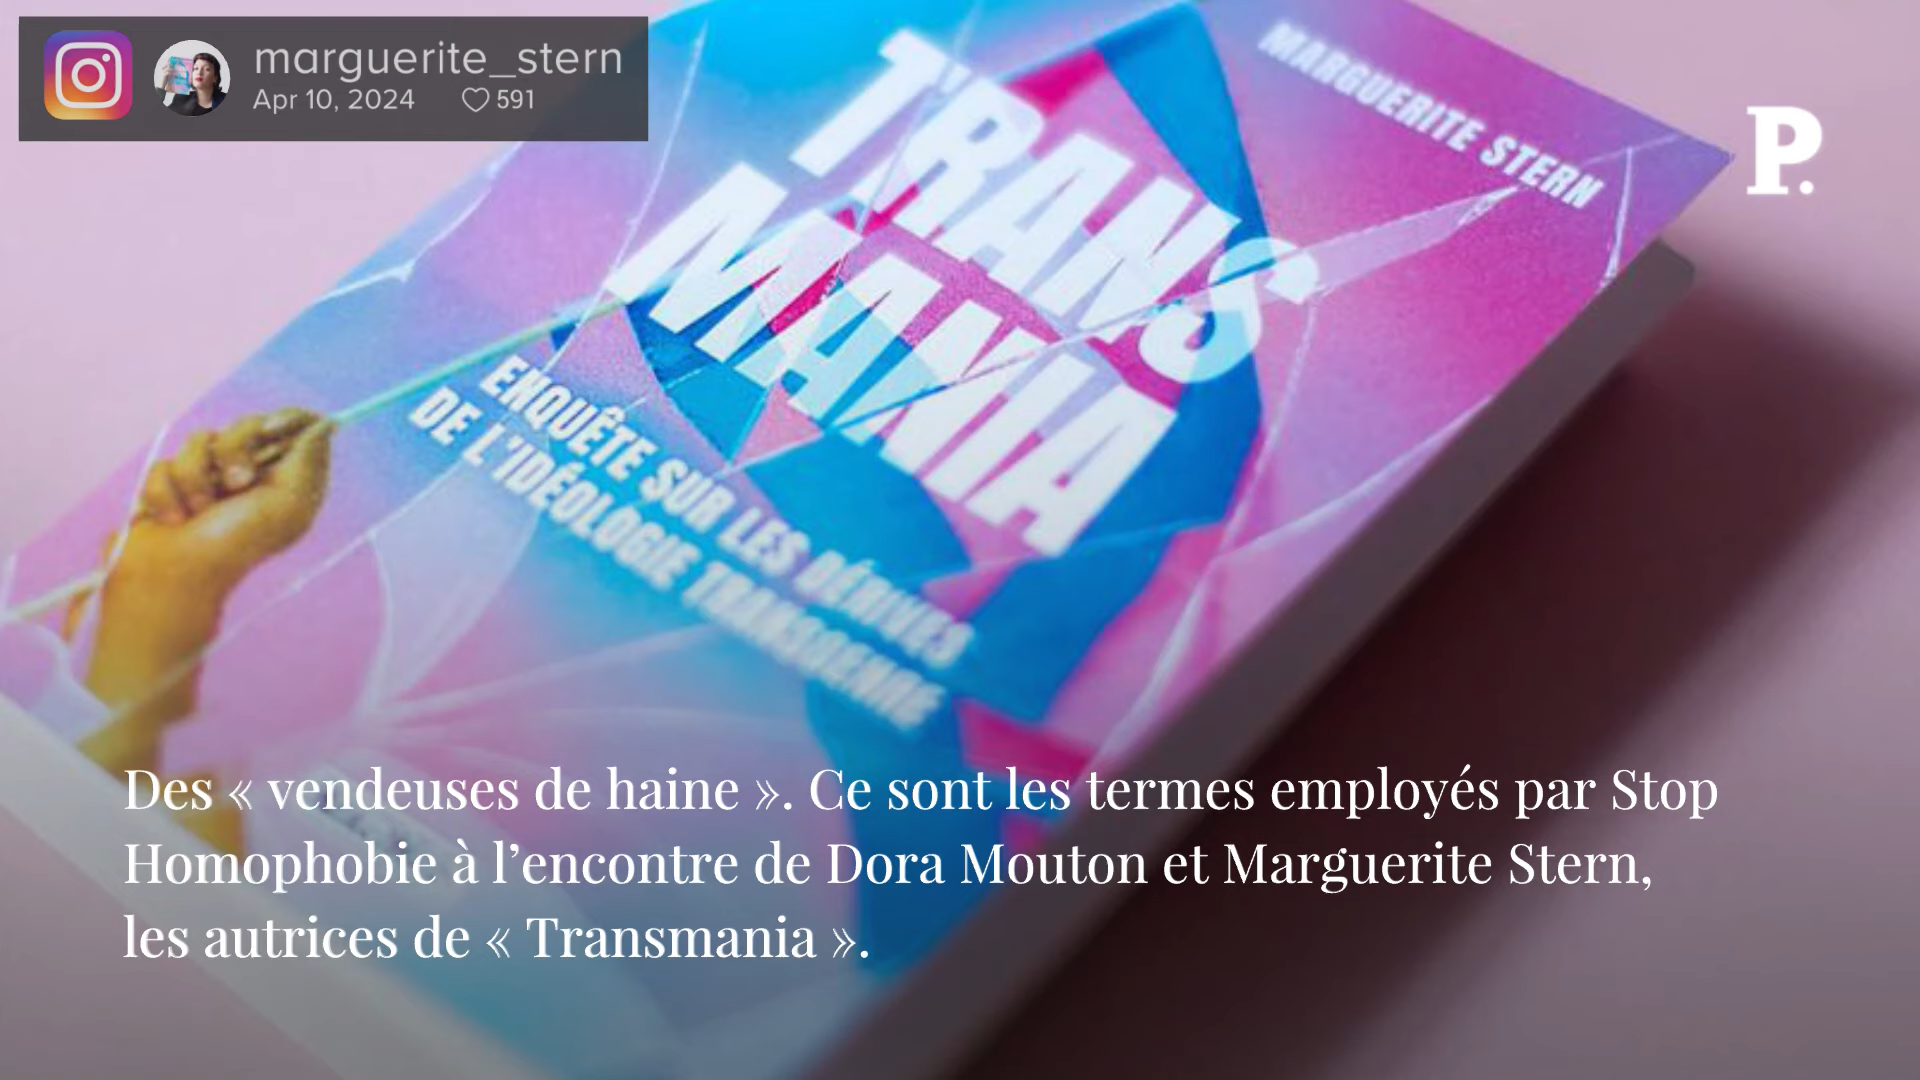 marguerite_stern
Apr 10, 2024 ♡ 591
MARGUERITE STERN
P.
TRANS
MANIA
ENQUÊTE SUR LES DÉRIVES
DE L'IDÉOLOGIE TRANSGENRE
Des « vendeuses de haine ». Ce sont les termes employés par Stop
Homophobie à l’encontre de Dora Mouton et Marguerite Stern,
les autrices de « Transmania ».